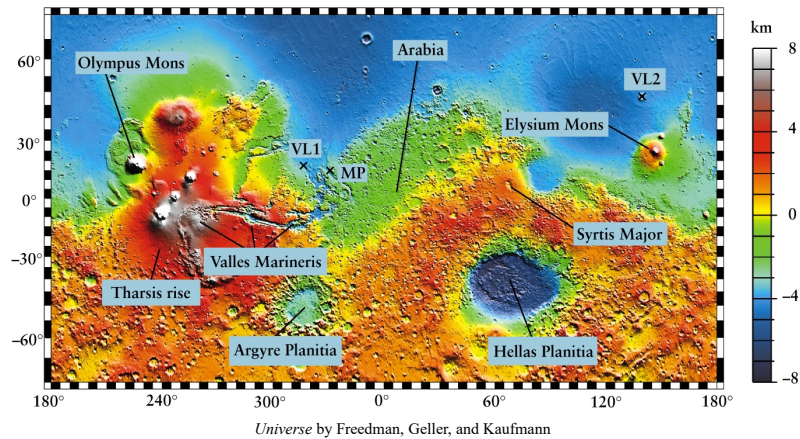 km
8
4
0
−4
−8
60°
30°
0°
−30°
−60°
Olympus Mons
Arabia
VL2
Elysium Mons
VL1
MP
Syrtis Major
Valles Marineris
Tharsis rise
Argyre Planitia
Hellas Planitia
180° 240° 300° 0° 60° 120° 180°
Universe by Freedman, Geller, and Kaufmann